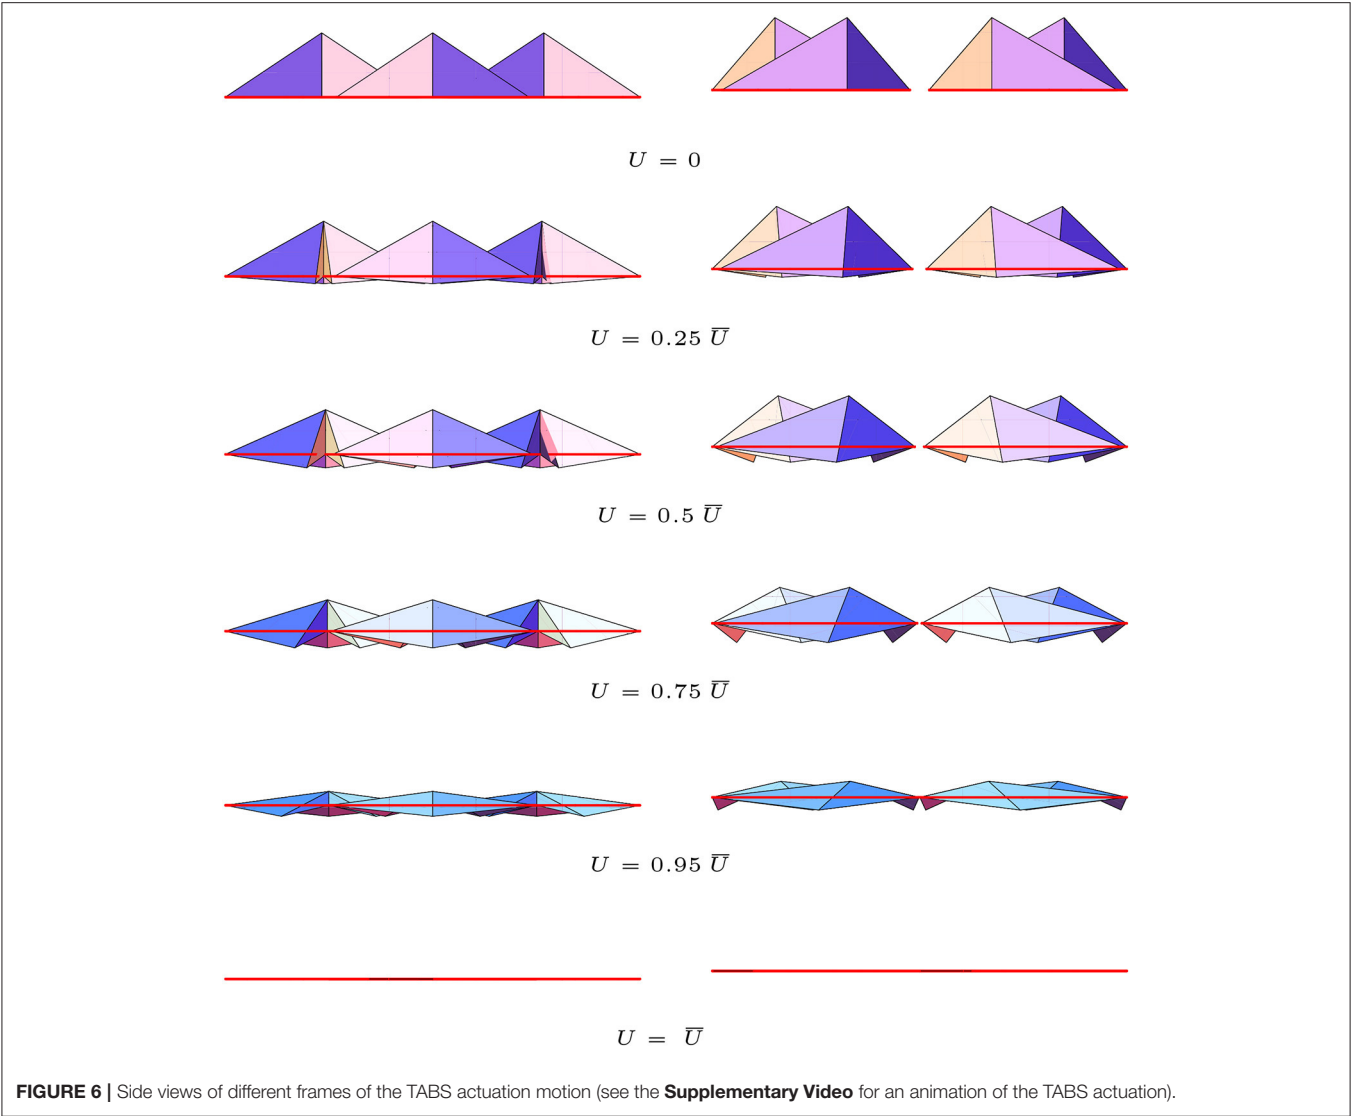 U = 0
U = 0.25 U̅
U = 0.5 U̅
U = 0.75 U̅
U = 0.95 U̅
U = U̅
FIGURE 6 | Side views of different frames of the TABS actuation motion (see the Supplementary Video for an animation of the TABS actuation).